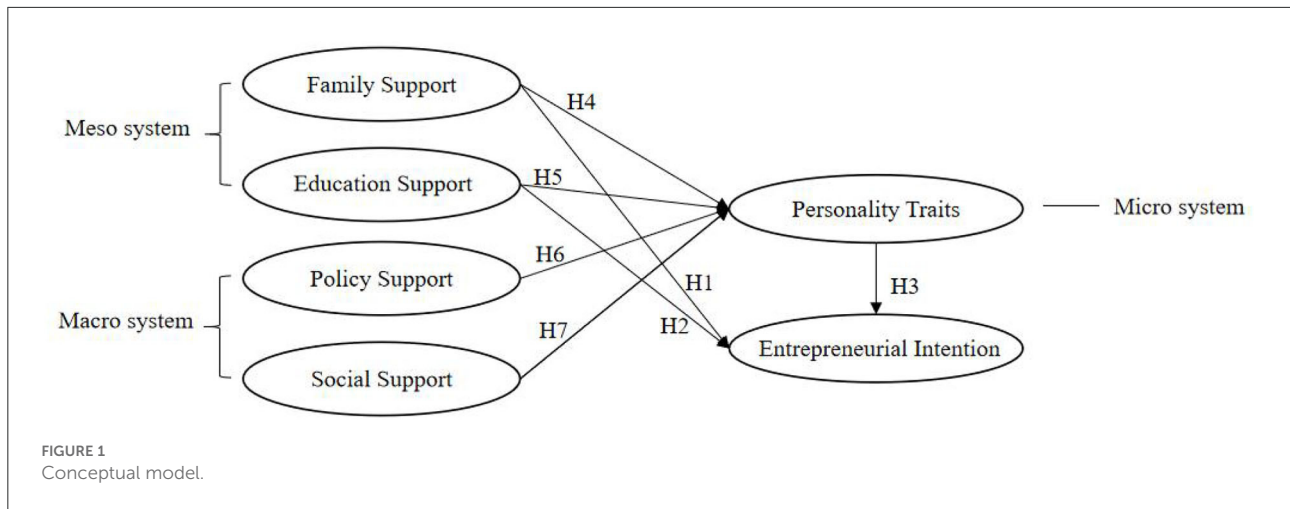 Family Support
H4
Meso system
Education Support
H5
Personality Traits
Micro system
H6
Policy Support
H1
H3
Macro system
H7
H2
Entrepreneurial Intention
Social Support
FIGURE 1
Conceptual model.